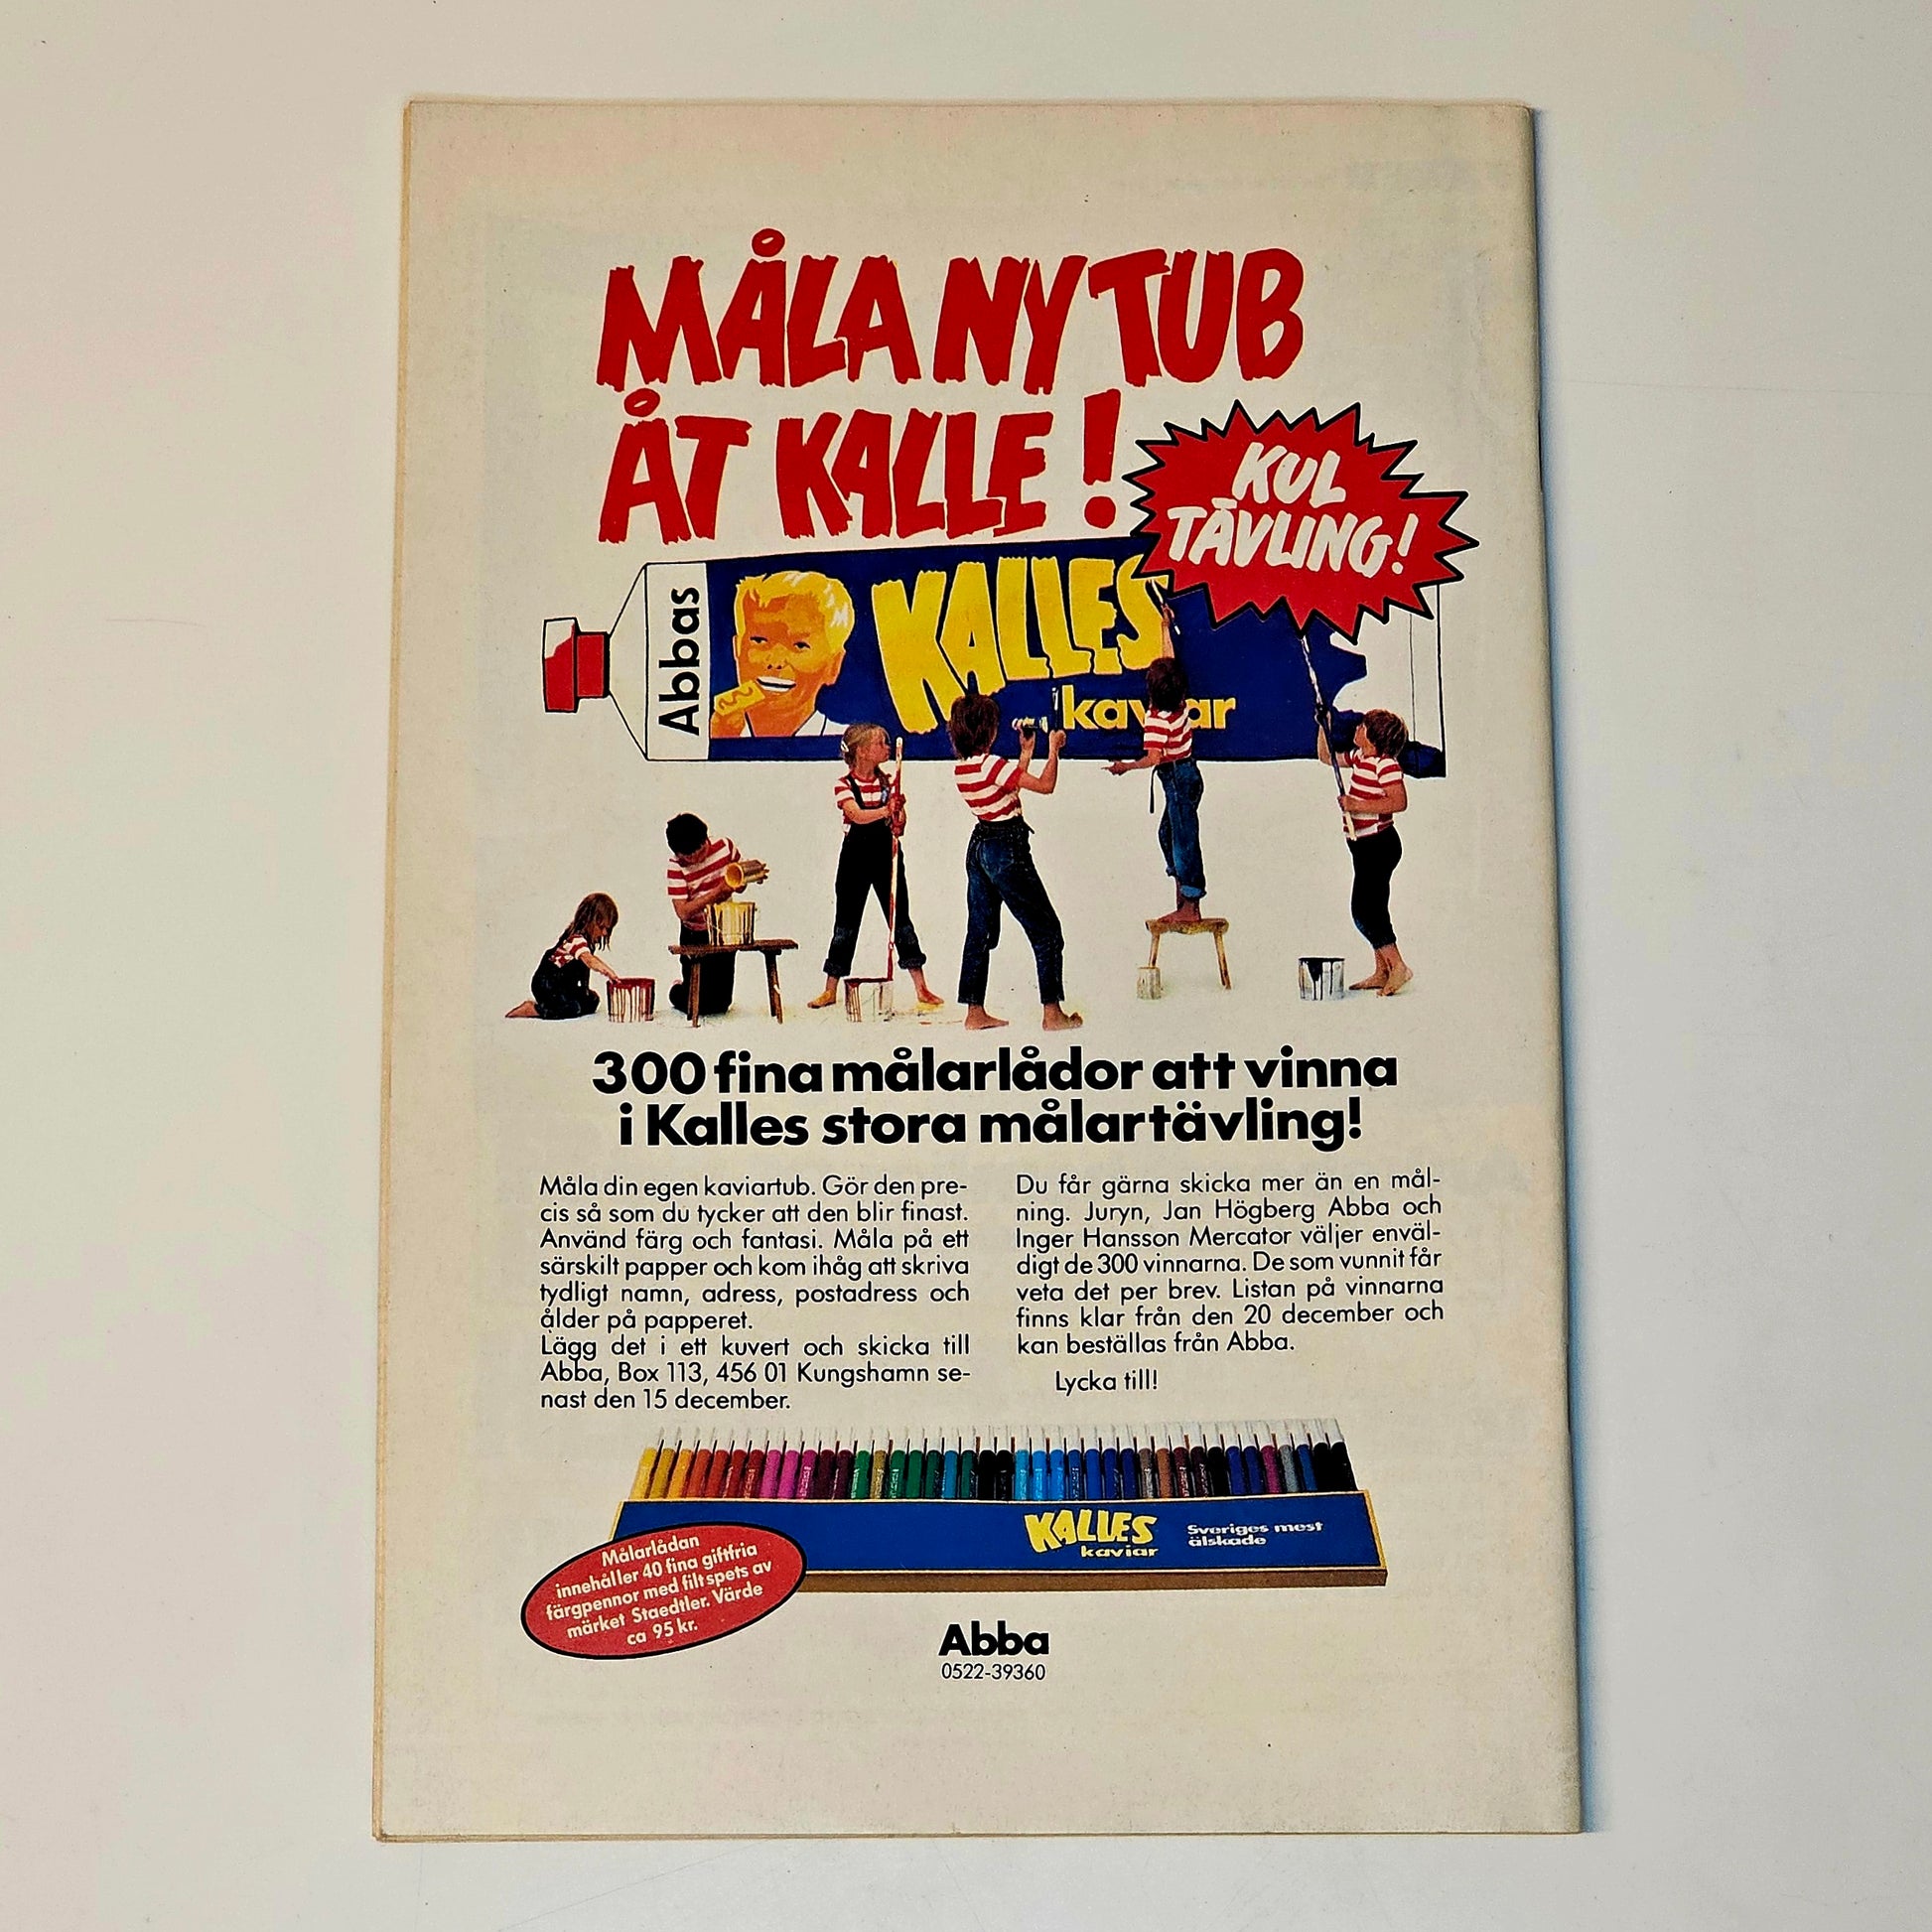 MÅLA NY TUB
ÅT KALLE!
KUL
TÄVLING!
Abbas
KALLES
300 fina målarlådor att vinna
i Kalles stora målartävling!
Måla din egen kaviartub. Gör den pre-
cis så som du tycker att den blir finast.
Använd färg och fantasi. Måla på ett
särskilt papper och kom ihåg att skriva
tydligt namn, adress, postadress och
ålder på papperet.
Lägg det i ett kuvert och skicka till
Abba, Box 113, 456 01 Kungshamn se-
nast den 15 december.
Du får gärna skicka mer än en mål-
ning. Juryn, Jan Högberg Abba och
Inger Hansson Mercator väljer enväl-
digt de 300 vinnarna. De som vunnit får
veta det per brev. Listan på vinnarna
finns klar från den 20 december och
kan beställas från Abba.
Lycka till!
KALLES
kaviar
Sveriges mest
älskade
Målarlådan
innehåller 40 fina giftfria
färgpennor med filtspets av
märket Staedtler. Värde
ca 95 kr.
Abba
0522-39360